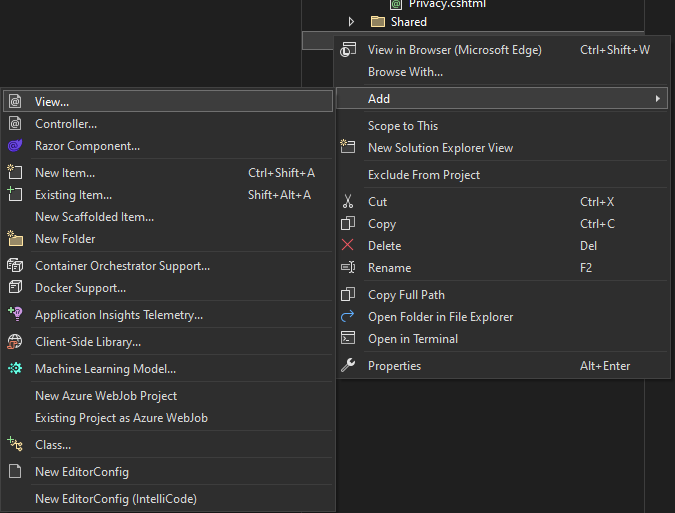 Privacy.cshtml
Shared
View in Browser (Microsoft Edge) Ctrl+Shift+W
Browse With...
Add
Scope to This
New Solution Explorer View
Exclude From Project
Cut Ctrl+X
Copy Ctrl+C
Delete Del
Rename F2
Copy Full Path
Open Folder in File Explorer
Open in Terminal
Properties Alt+Enter
View...
Controller...
Razor Component...
New Item... Ctrl+Shift+A
Existing Item... Shift+Alt+A
New Scaffolded Item...
New Folder
Container Orchestrator Support...
Docker Support...
Application Insights Telemetry...
Client-Side Library...
Machine Learning Model...
New Azure WebJob Project
Existing Project as Azure WebJob
Class...
New EditorConfig
New EditorConfig (IntelliCode)